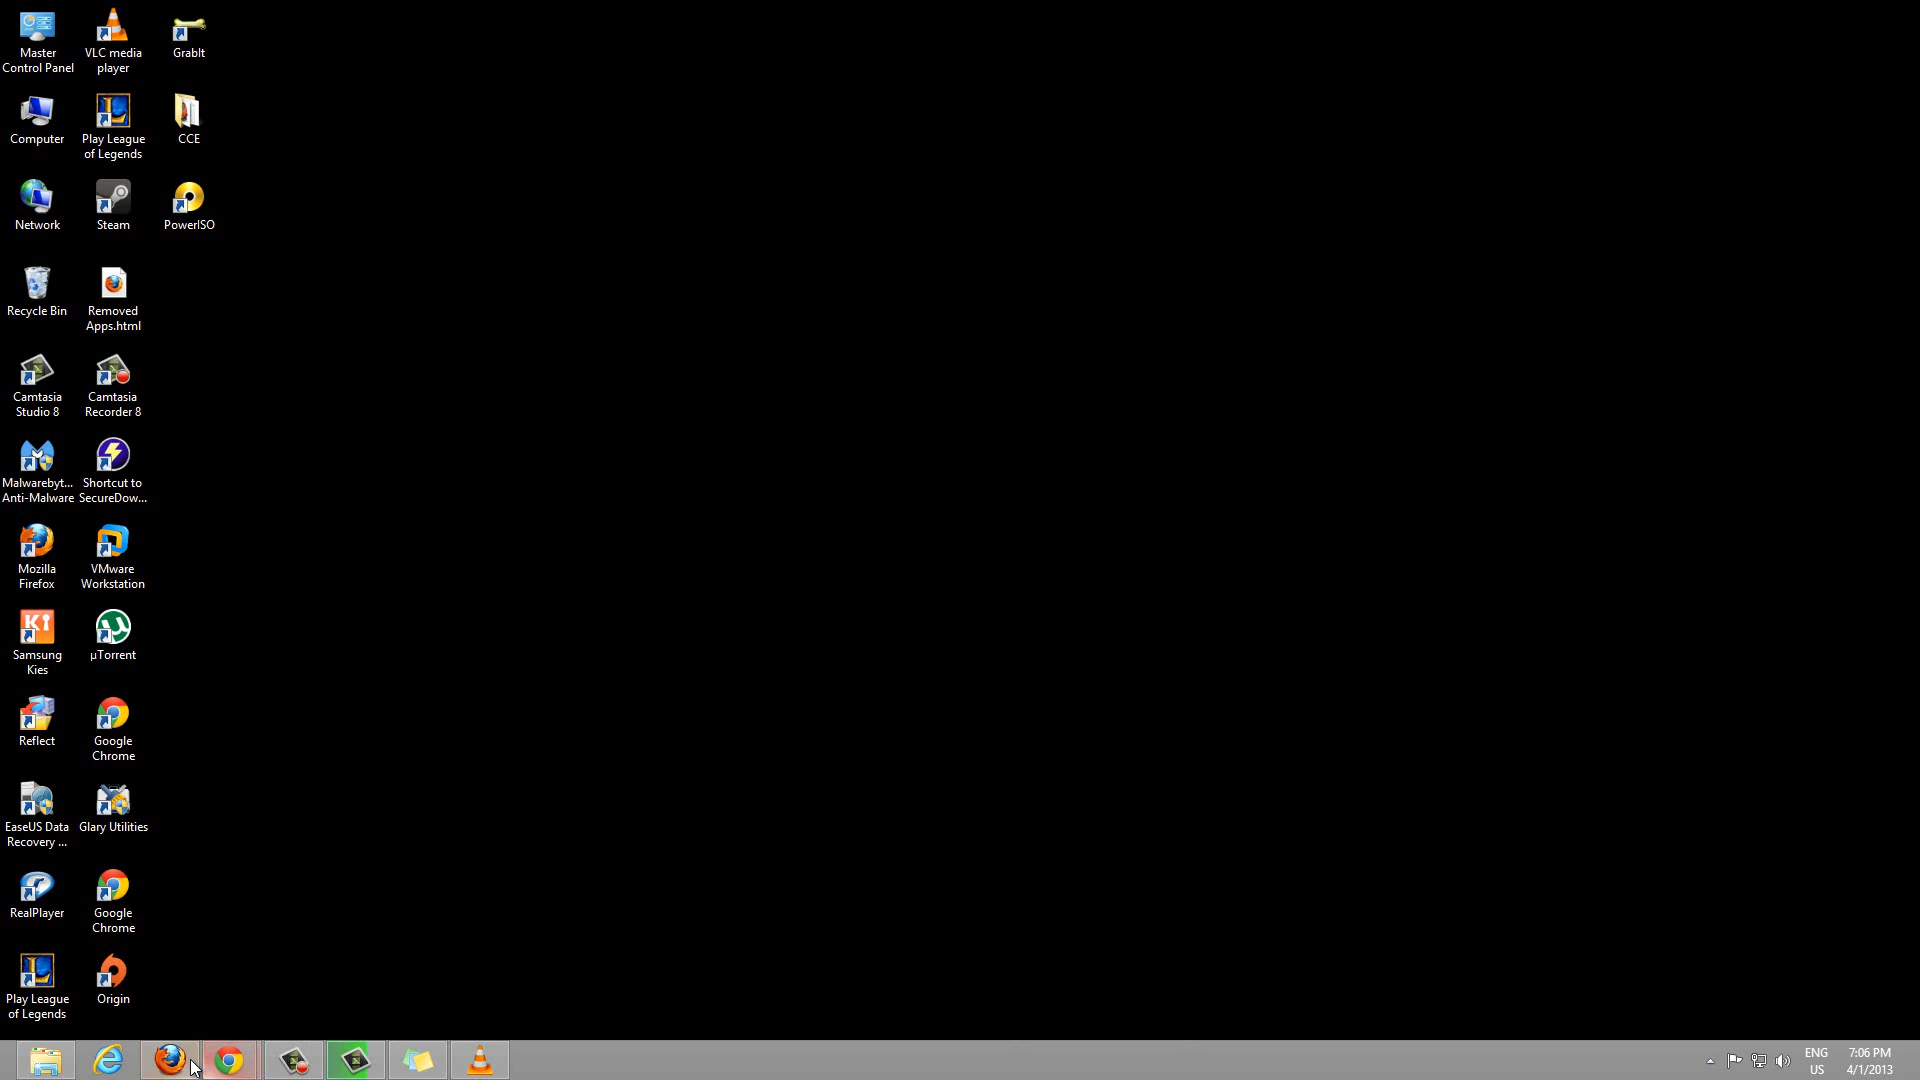 Master
Control Panel
VLC media
player
GrabIt
Computer
Play League
of Legends
CCE
Network
Steam
PowerISO
Recycle Bin
Removed
Apps.html
Camtasia
Studio 8
Camtasia
Recorder 8
Malwarebyt...
Anti-Malware
Shortcut to
SecureDow...
Mozilla
Firefox
VMware
Workstation
Samsung
Kies
µTorrent
Reflect
Google
Chrome
EaseUS Data
Recovery ...
Glary Utilities
RealPlayer
Google
Chrome
Play League
of Legends
Origin
ENG
US
7:06 PM
4/1/2013